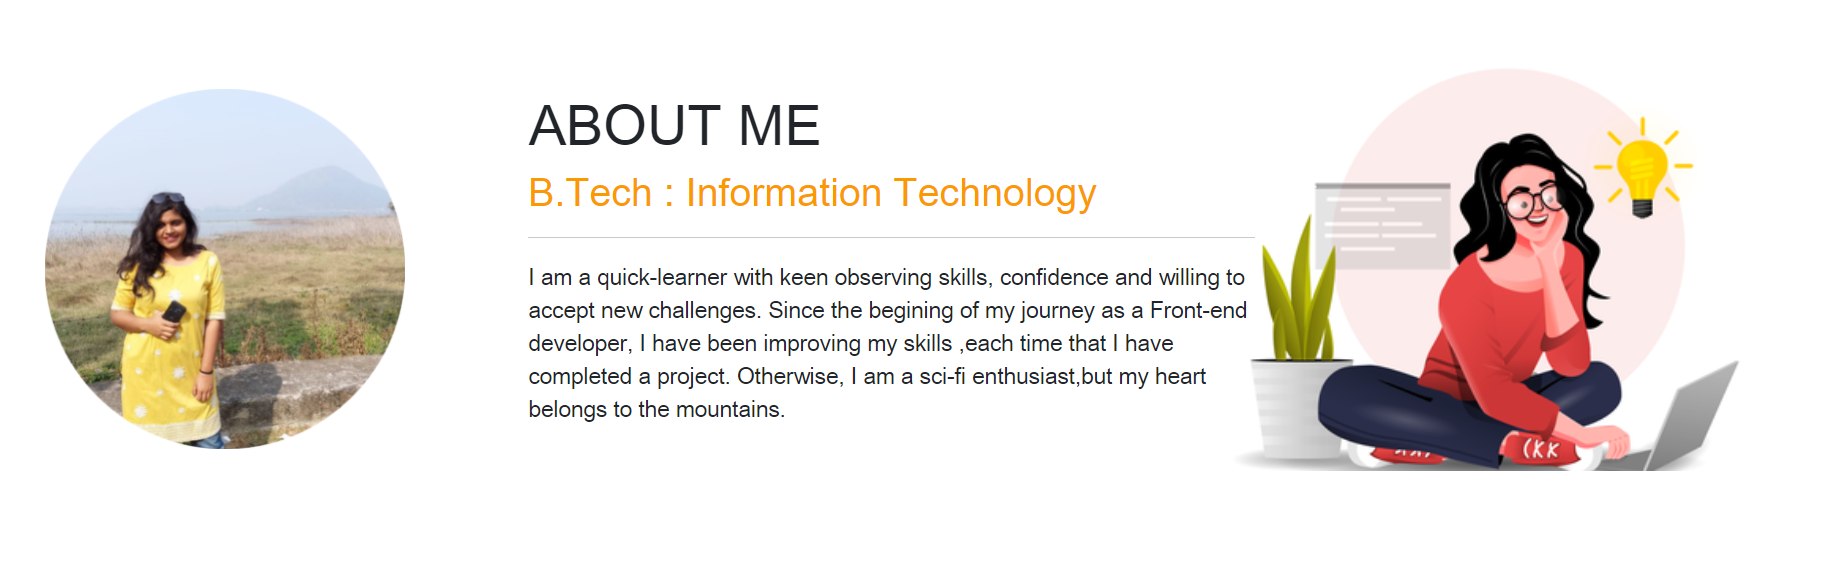 ABOUT ME
B.Tech : Information Technology
I am a quick-learner with keen observing skills, confidence and willing to
accept new challenges. Since the begining of my journey as a Front-end
developer, I have been improving my skills ,each time that I have
completed a project. Otherwise, I am a sci-fi enthusiast,but my heart
belongs to the mountains.